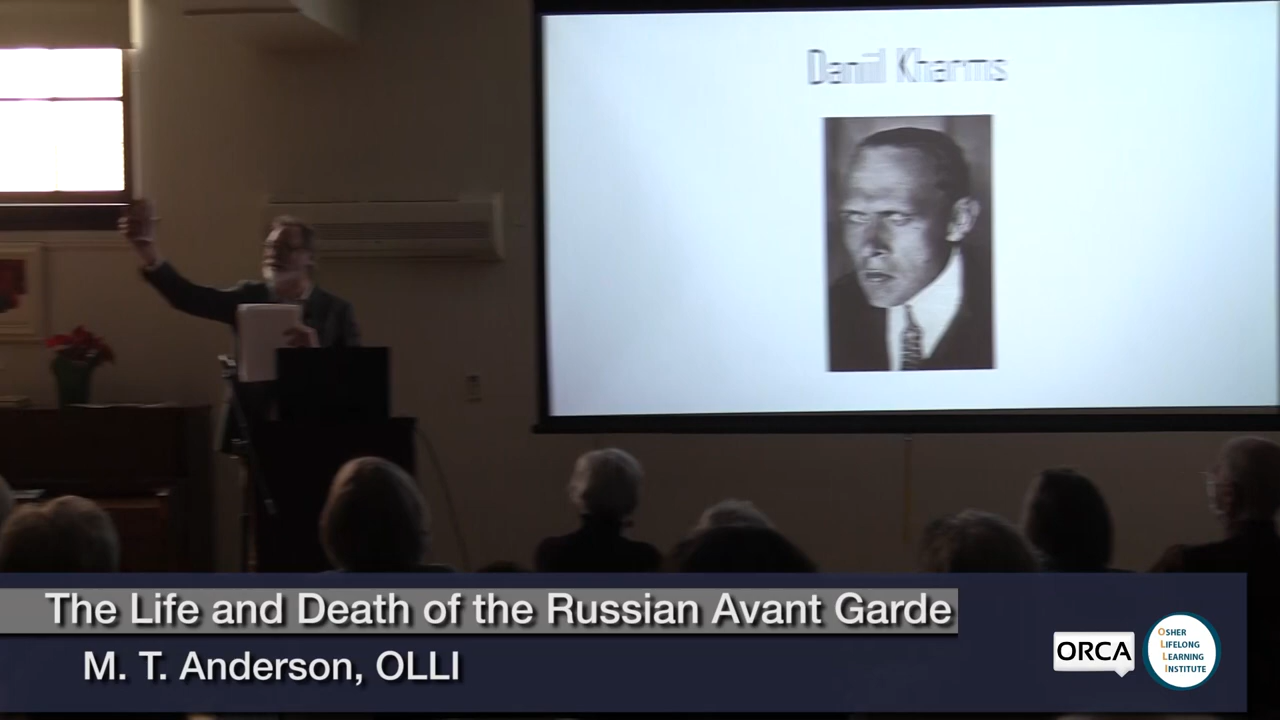 Daniil Kharms
The Life and Death of the Russian Avant Garde
M. T. Anderson, OLLI
ORCA
OSHER
LIFELONG
LEARNING
INSTITUTE